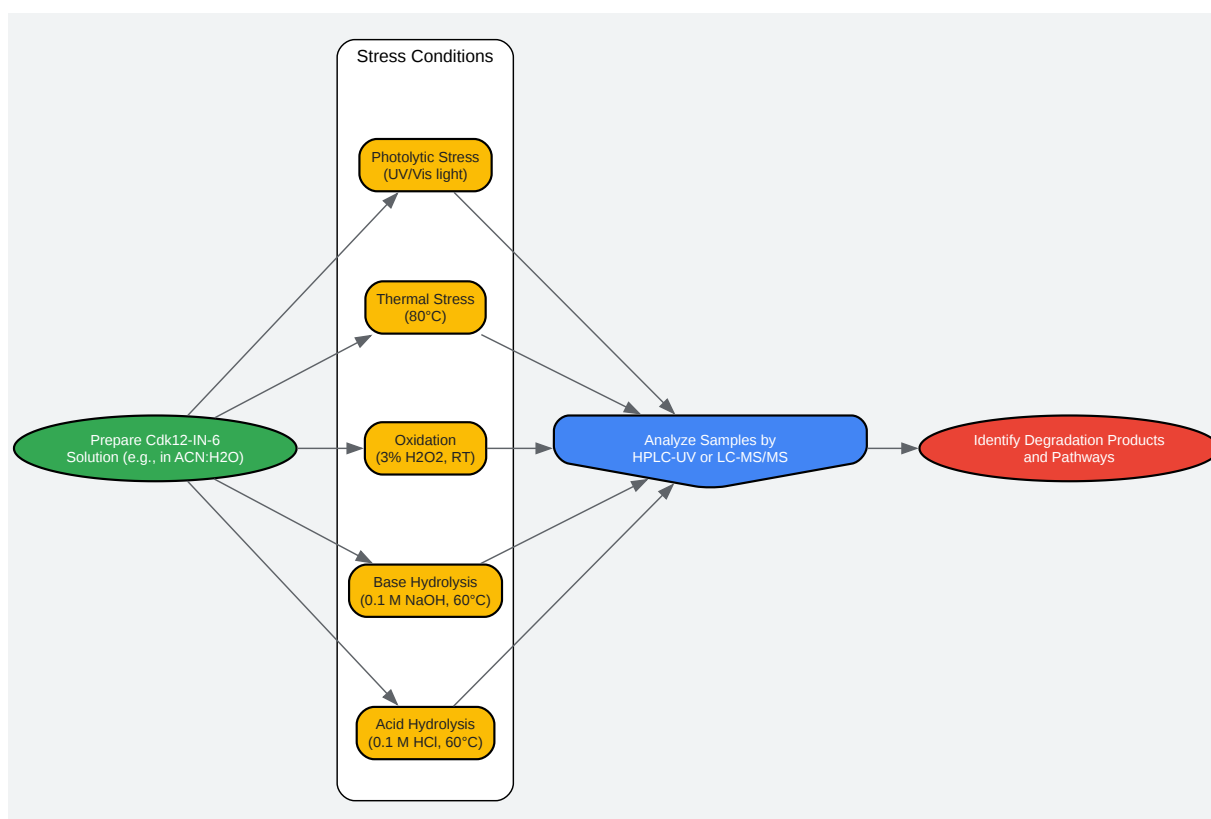 Stress Conditions
Photolytic Stress
(UV/Vis light)
Thermal Stress
(80°C)
Prepare Cdk12-IN-6
Solution (e.g., in ACN:H2O)
Oxidation
(3% H2O2, RT)
Analyze Samples by
HPLC-UV or LC-MS/MS
Identify Degradation Products
and Pathways
Base Hydrolysis
(0.1 M NaOH, 60°C)
Acid Hydrolysis
(0.1 M HCl, 60°C)